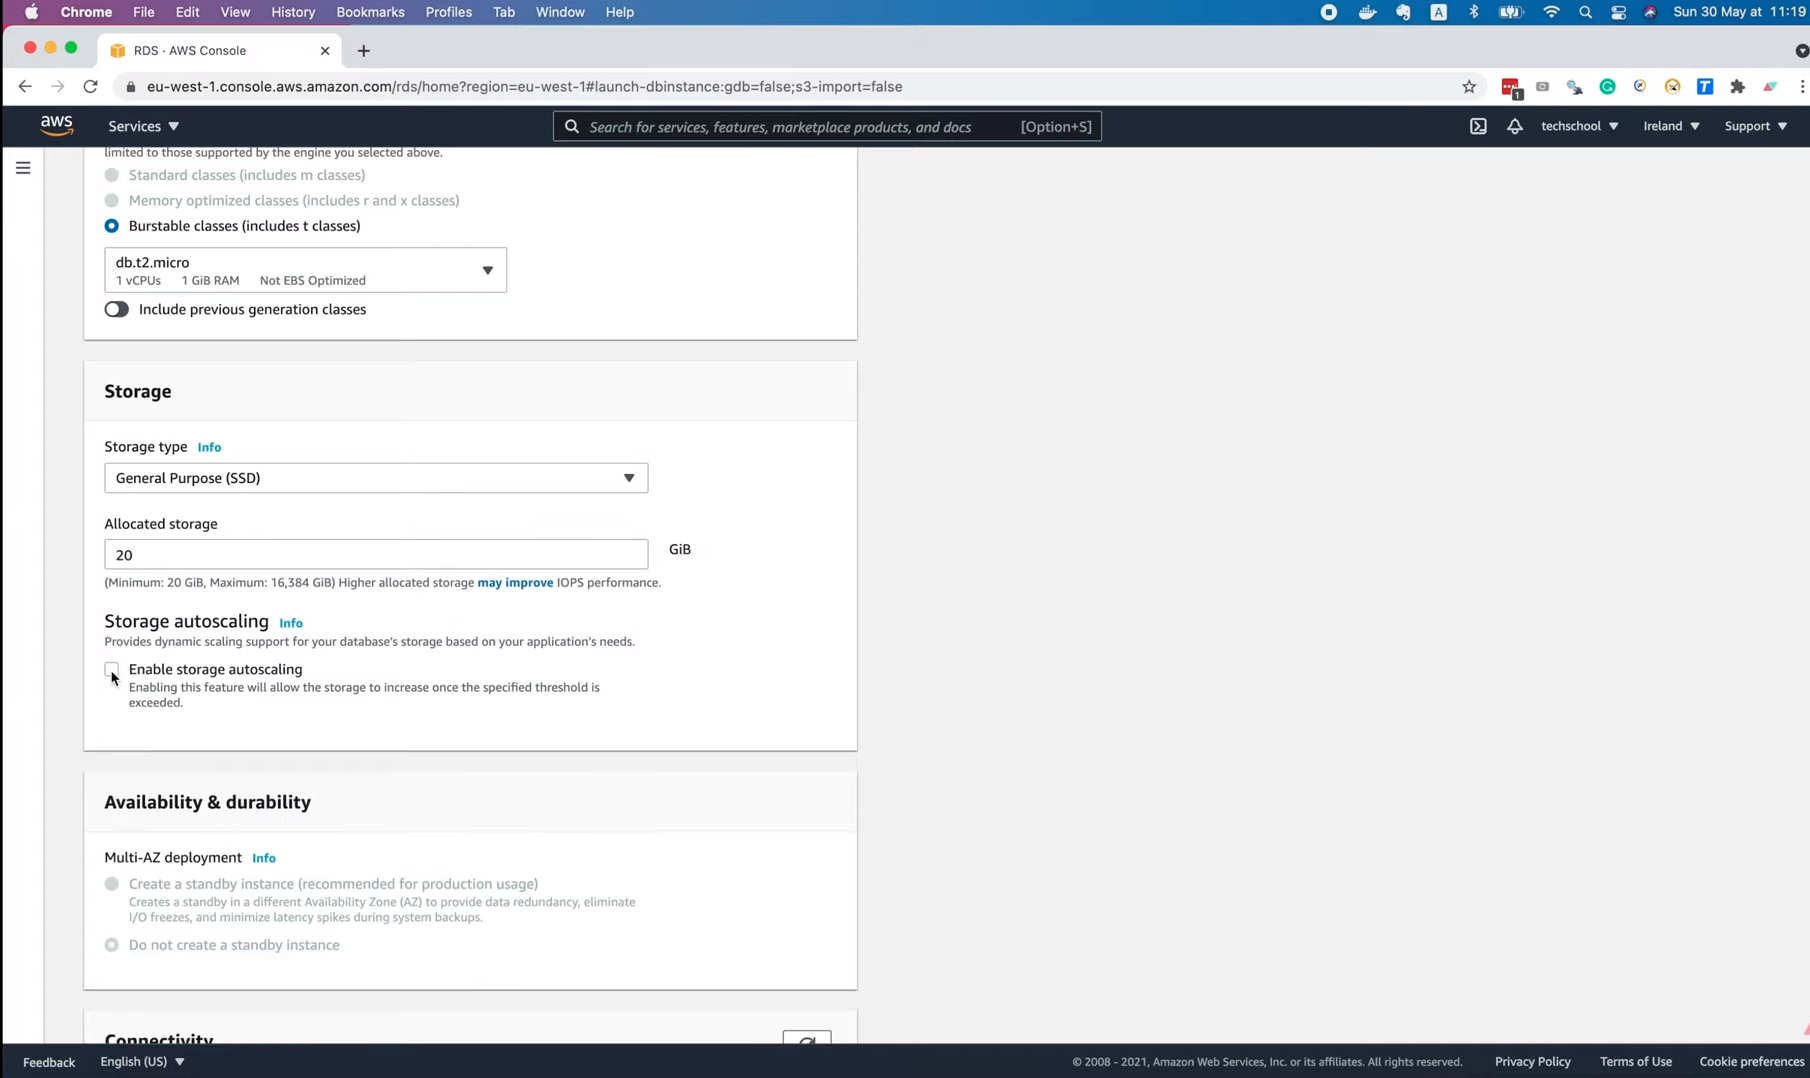 Chrome File Edit View History Bookmarks Profiles Tab Window Help A Sun 30 May at 11:19
RDS · AWS Console
eu-west-1.console.aws.amazon.com/rds/home?region=eu-west-1#launch-dbinstance:gdb=false;s3-import=false
1
T
aws Services Search for services, features, marketplace products, and docs [Option+S] techschool Ireland Support
limited to those supported by the engine you selected above.
Standard classes (includes m classes)
Memory optimized classes (includes r and x classes)
Burstable classes (includes t classes)
db.t2.micro
1 vCPUs 1 GiB RAM Not EBS Optimized
Include previous generation classes
Storage
Storage type Info
General Purpose (SSD)
Allocated storage
20
GiB
(Minimum: 20 GiB, Maximum: 16,384 GiB) Higher allocated storage may improve IOPS performance.
Storage autoscaling Info
Provides dynamic scaling support for your database's storage based on your application's needs.
Enable storage autoscaling
Enabling this feature will allow the storage to increase once the specified threshold is
exceeded.
Availability & durability
Multi-AZ deployment Info
Create a standby instance (recommended for production usage)
Creates a standby in a different Availability Zone (AZ) to provide data redundancy, eliminate
I/O freezes, and minimize latency spikes during system backups.
Do not create a standby instance
Connectivity
Feedback English (US) © 2008 - 2021, Amazon Web Services, Inc. or its affiliates. All rights reserved. Privacy Policy Terms of Use Cookie preferences